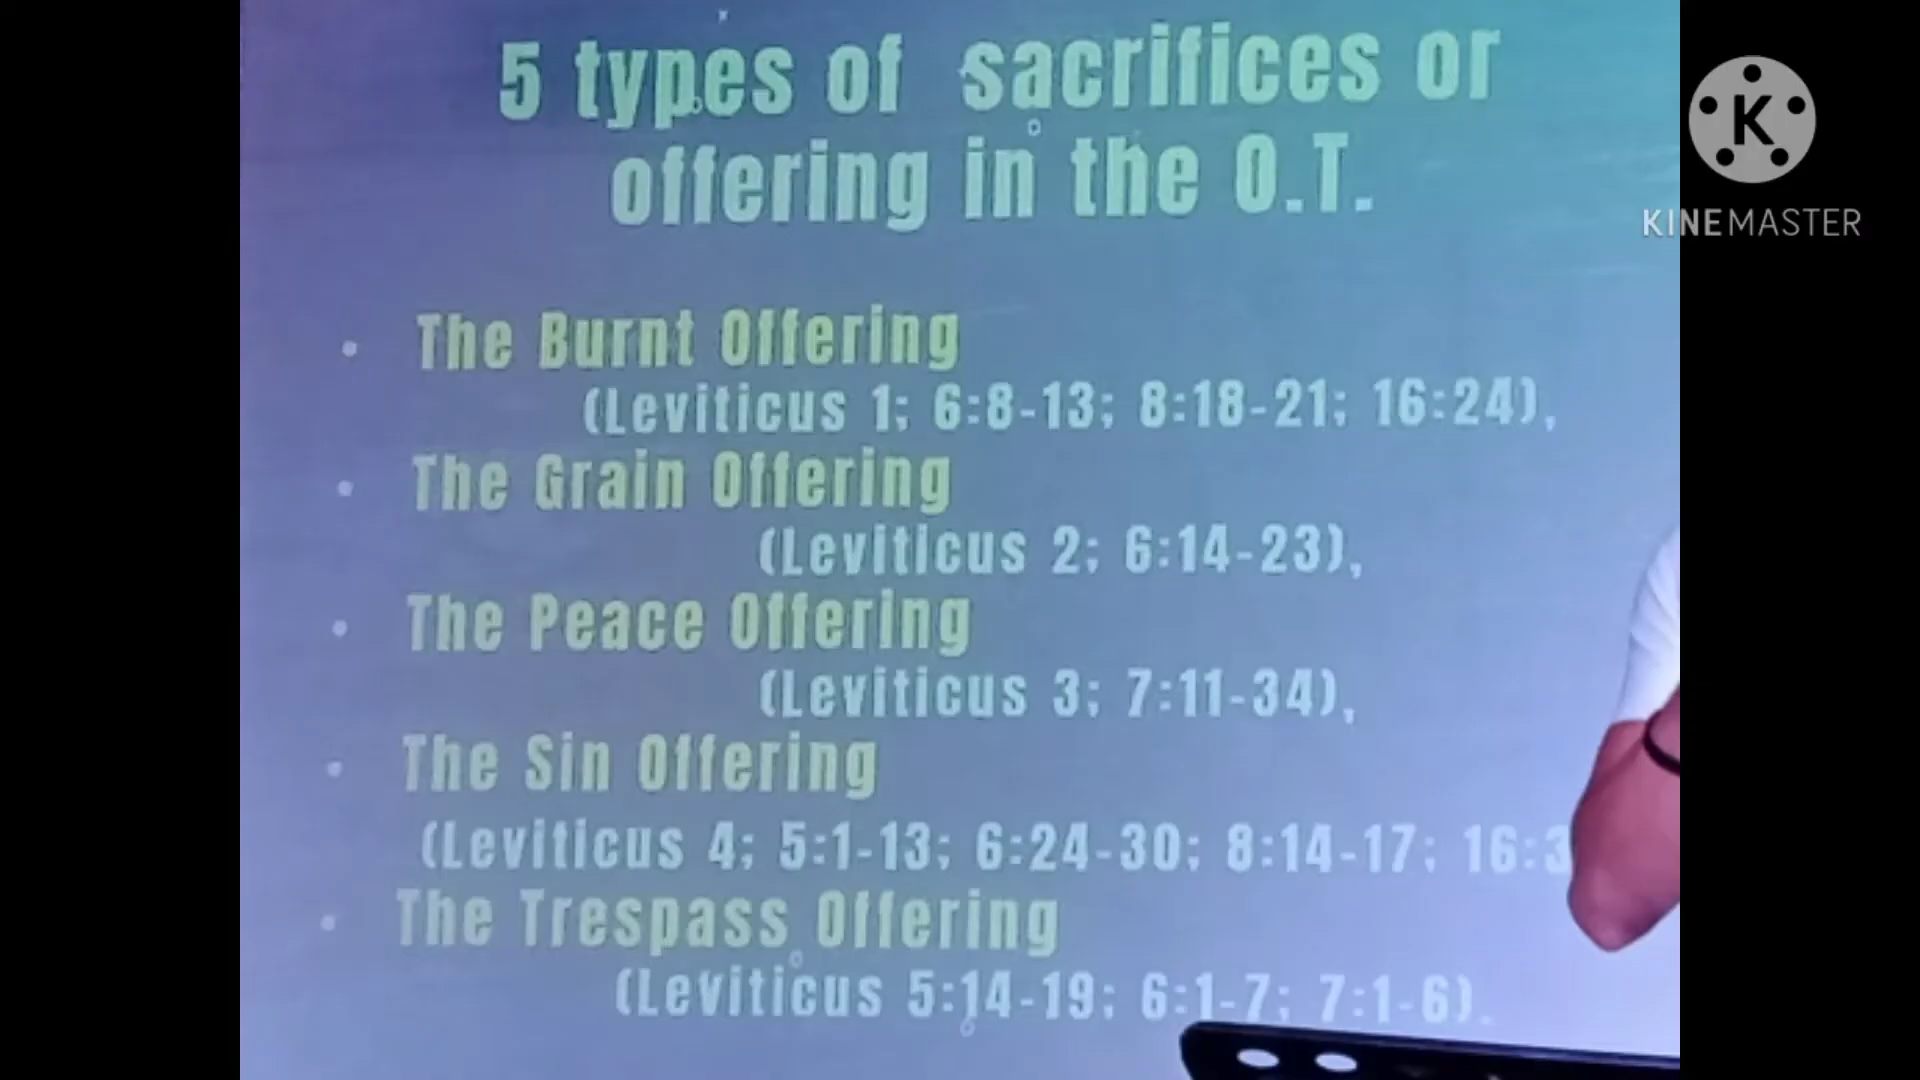 5 types of sacrifices or
offering in the O.T.
• The Burnt Offering
(Leviticus 1; 6:8-13; 8:18-21; 16:24),
• The Grain Offering
(Leviticus 2; 6:14-23),
• The Peace Offering
(Leviticus 3; 7:11-34),
• The Sin Offering
(Leviticus 4; 5:1-13; 6:24-30; 8:14-17; 16:3
• The Trespass Offering
(Leviticus 5:14-19; 6:1-7; 7:1-6).
K
KINEMASTER